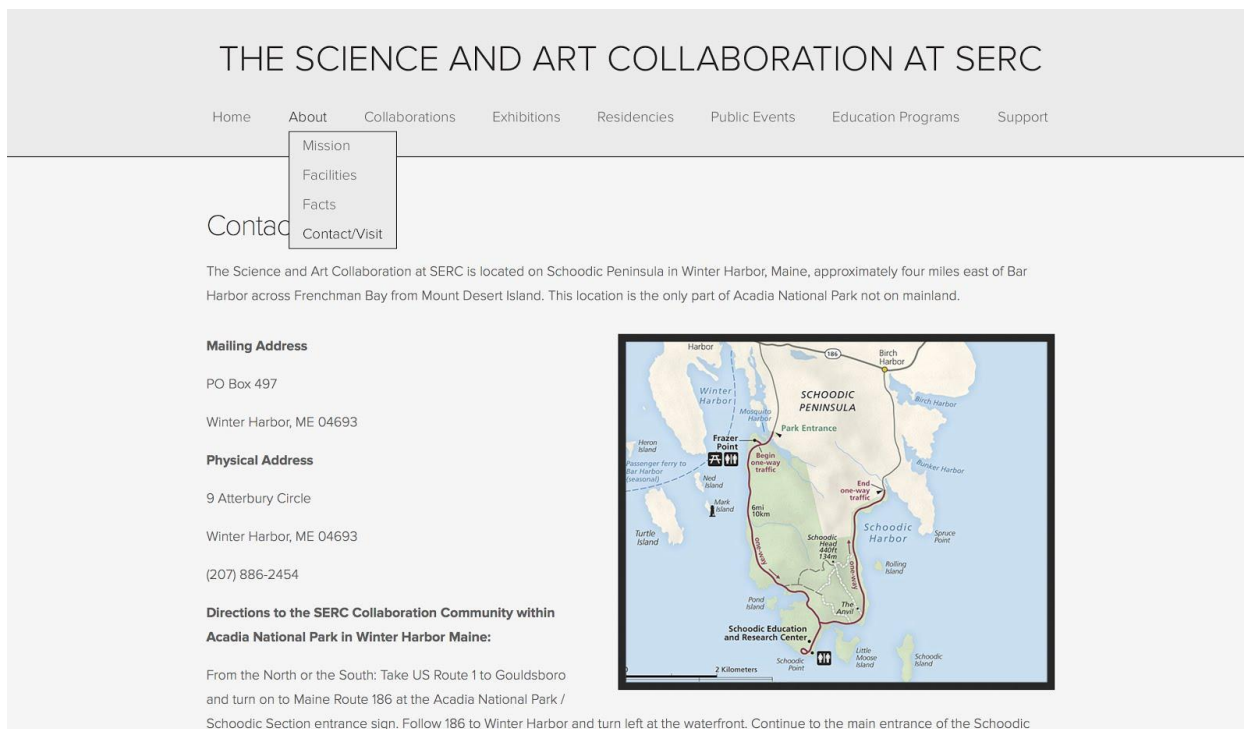 THE SCIENCE AND ART COLLABORATION AT SERC
Home About Collaborations Exhibitions Residencies Public Events Education Programs Support
Mission
Facilities
Facts
Contact/Visit
Contac
The Science and Art Collaboration at SERC is located on Schoodic Peninsula in Winter Harbor, Maine, approximately four miles east of Bar
Harbor across Frenchman Bay from Mount Desert Island. This location is the only part of Acadia National Park not on mainland.
Mailing Address
PO Box 497
Winter Harbor, ME 04693
Physical Address
9 Atterbury Circle
Winter Harbor, ME 04693
(207) 886-2454
Directions to the SERC Collaboration Community within
Acadia National Park in Winter Harbor Maine:
From the North or the South: Take US Route 1 to Gouldsboro
and turn on to Maine Route 186 at the Acadia National Park /
Schoodic Section entrance sign. Follow 186 to Winter Harbor and turn left at the waterfront. Continue to the main entrance of the Schoodic
Harbor
186
Birch
Harbor
Winter
Harbor
SCHOODIC
PENINSULA
Birch Harbor
Mosquito
Harbor
Park Entrance
Frazer
Point
Heron
Island
Begin
one-way
traffic
Passenger ferry to
Bar Harbor
(seasonal)
Bunker Harbor
Ned
Island
End
one-way
traffic
Mark
Island
6mi
10km
Turtle
Island
Schoodic
Harbor
Spruce
Point
Schoodic
Head
440ft
134m
one-way
one-way
Rolling
Island
Pond
Island
The
Anvil
Schoodic Education
and Research Center
Little
Moose
Island
Schoodic
Point
Schoodic
Island
0
2 Kilometers